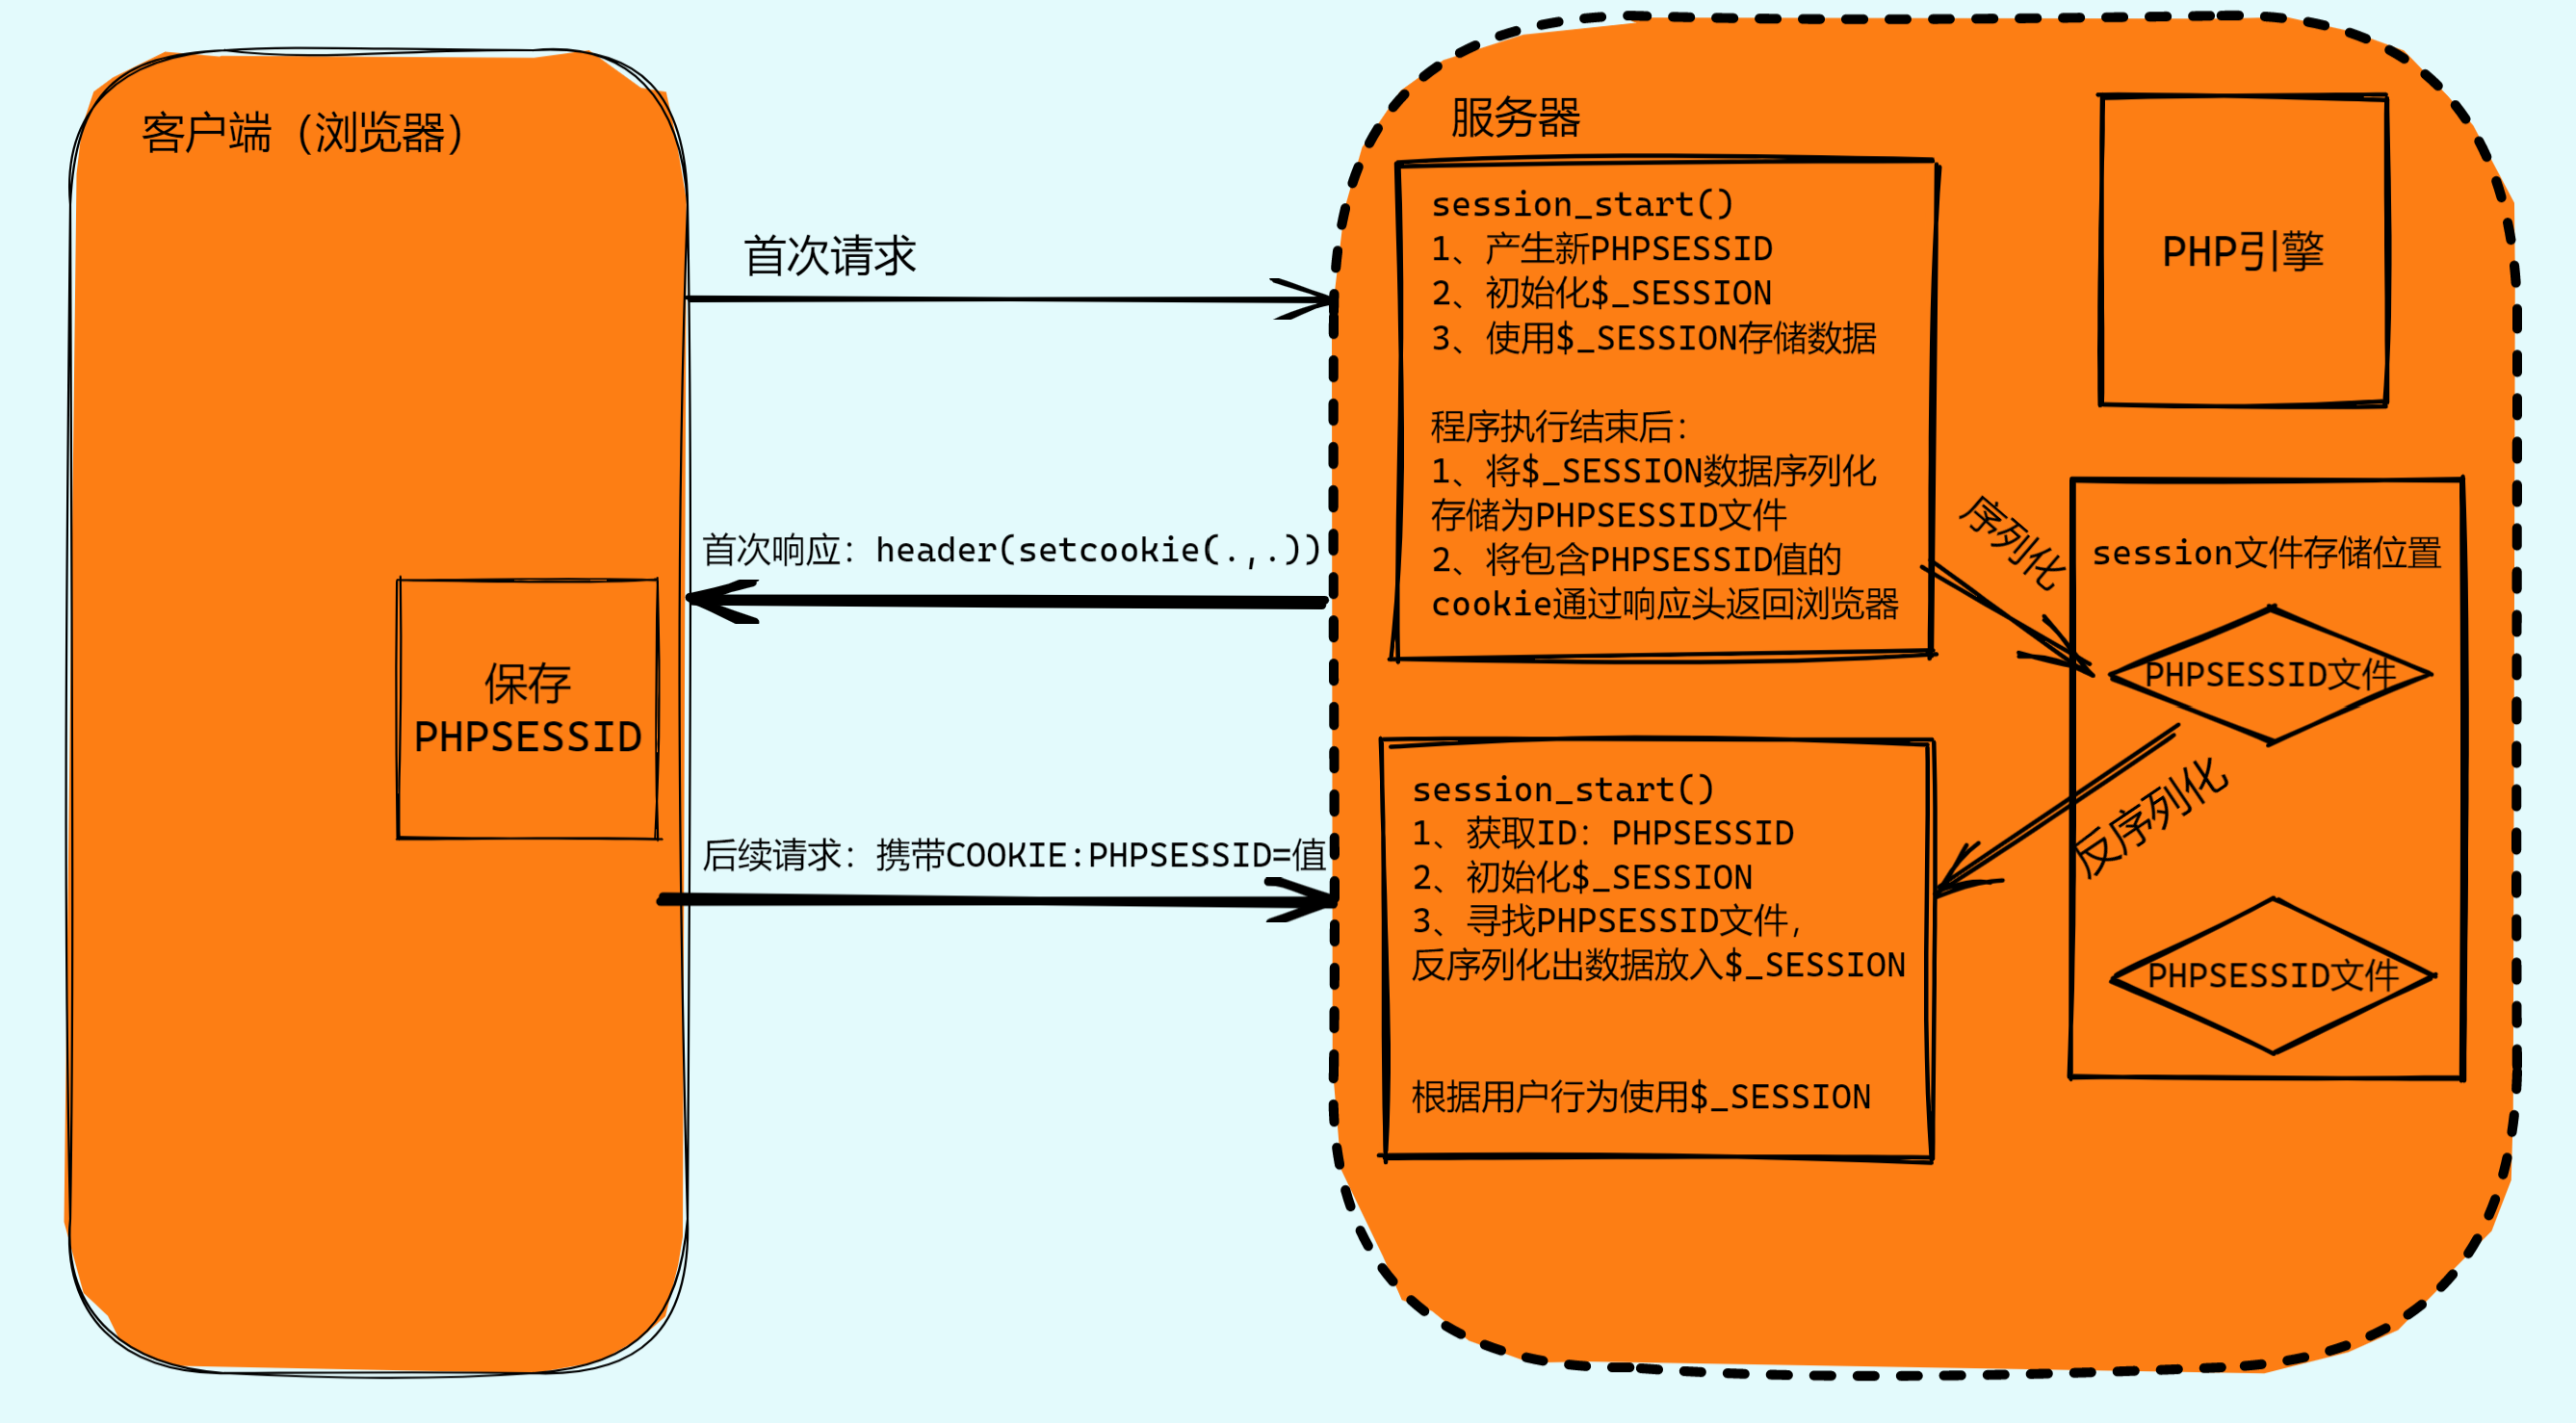 客户端（浏览器）
首次请求
首次响应：header(setcookie(.,.))
保存
PHPSESSID
后续请求：携带COOKIE:PHPSESSID=值
服务器
session_start()
1、产生新PHPSESSID
2、初始化$_SESSION
3、使用$_SESSION存储数据
程序执行结束后：
1、将$_SESSION数据序列化
存储为PHPSESSID文件
2、将包含PHPSESSID值的
cookie通过响应头返回浏览器
session_start()
1、获取ID：PHPSESSID
2、初始化$_SESSION
3、寻找PHPSESSID文件，
反序列化出数据放入$_SESSION
根据用户行为使用$_SESSION
PHP引擎
序列化
session文件存储位置
PHPSESSID文件
反序列化
PHPSESSID文件